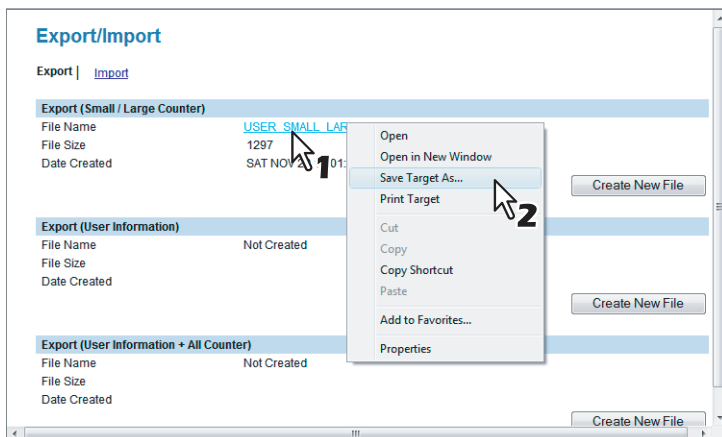 Export/Import
Export | Import
Export (Small / Large Counter)
File Name USER_SMALL_LAR
File Size 1297
Date Created SAT NOV 2 01:
1
Open
Open in New Window
Save Target As...
Print Target
Cut
Copy
Copy Shortcut
Paste
Add to Favorites...
Properties
2
Create New File
Export (User Information)
File Name Not Created
File Size
Date Created
Create New File
Export (User Information + All Counter)
File Name Not Created
File Size
Date Created
Create New File